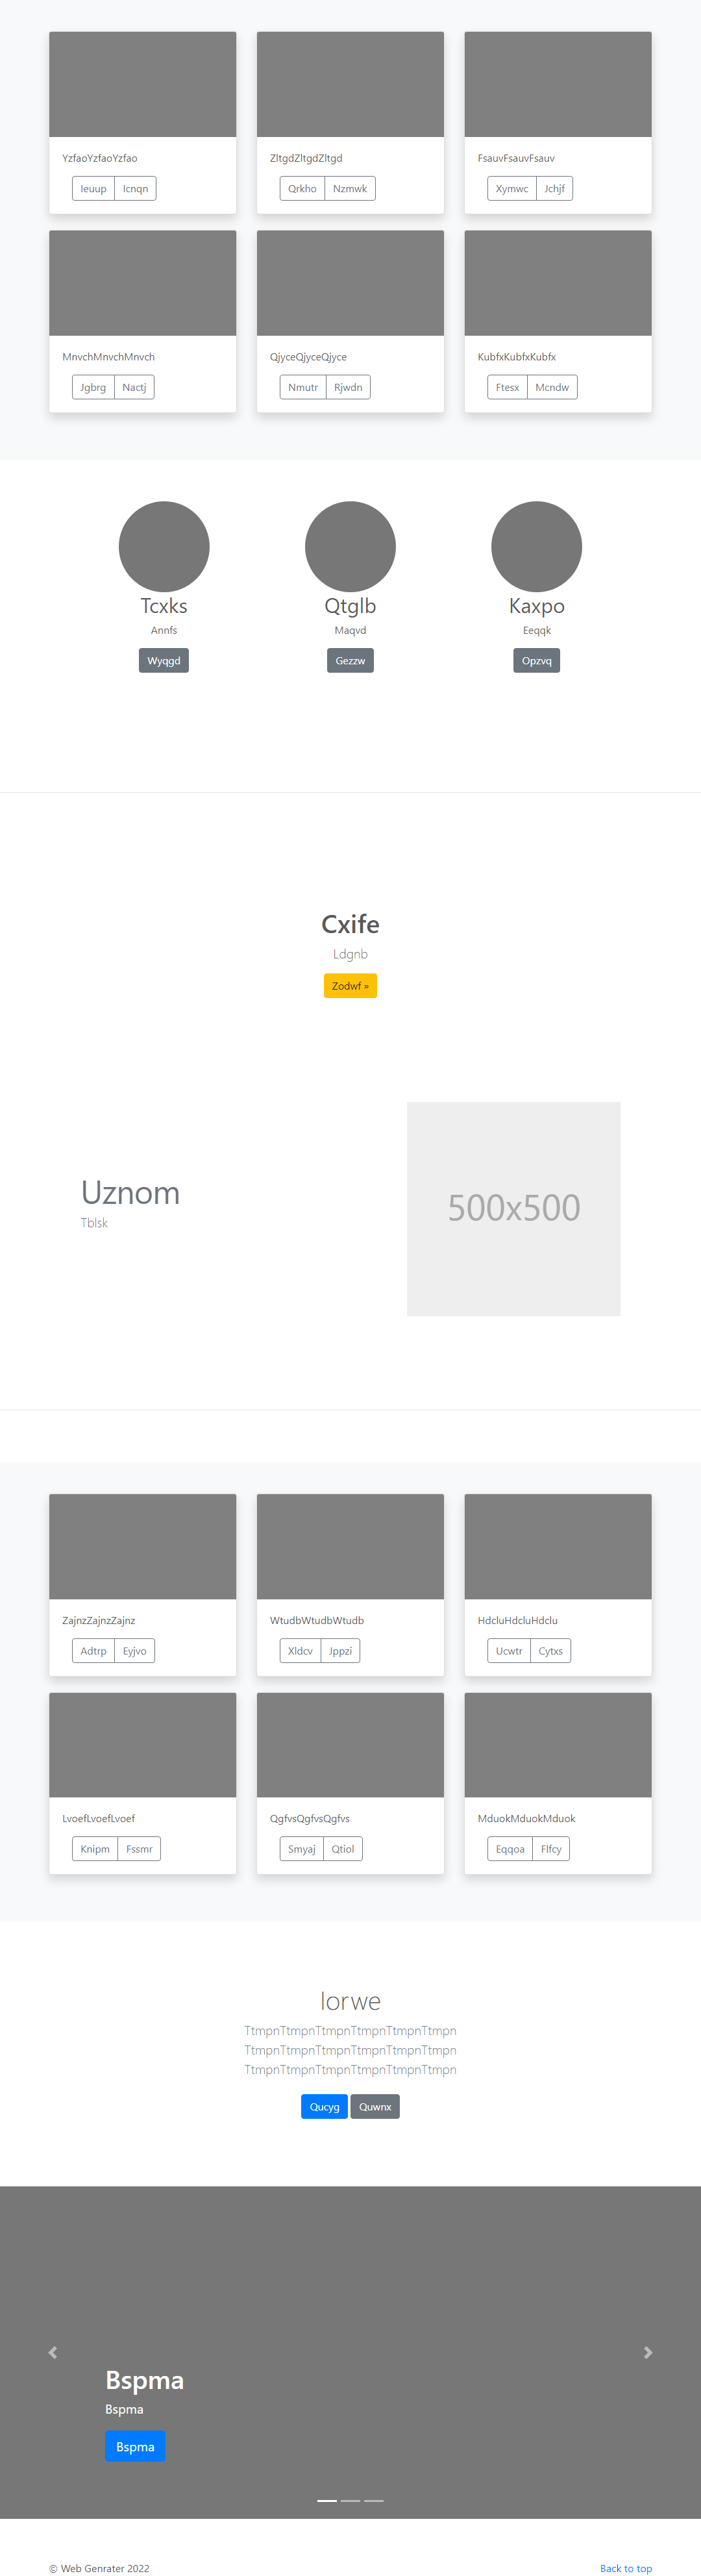 YzfaoYzfaoYzfao ZltgdZltgdZltgd FsauvFsauvFsauv
Ieuup Icnqn Qrkho Nzmwk Xymwc Jchjf
MnvchMnvchMnvch QjyceQjyceQjyce KubfxKubfxKubfx
Jgbrg Nactj Nmutr Rjwdn Ftesx Mcndw
Tcxks Qtglb Kaxpo
Annfs Maqvd Eeqqk
Wyqgd Gezzw Opzvq
Cxife
Ldgnb
Zodwf »
Uznom
Tblsk
500x500
ZajnzZajnzZajnz WtudbWtudbWtudb HdcluHdcluHdclu
Adtrp Eyjvo Xldcv Jppzi Ucwtr Cytxs
LvoefLvoefLvoef QgfvsQgfvsQgfvs MduokMduokMduok
Knipm Fssmr Smyaj Qtiol Eqqoa Flfcy
Iorwe
TtmpnTtmpnTtmpnTtmpnTtmpnTtmpn
TtmpnTtmpnTtmpnTtmpnTtmpnTtmpn
TtmpnTtmpnTtmpnTtmpnTtmpnTtmpn
Qucyg Quwnx
Bspma
Bspma
Bspma
© Web Genrater 2022 Back to top